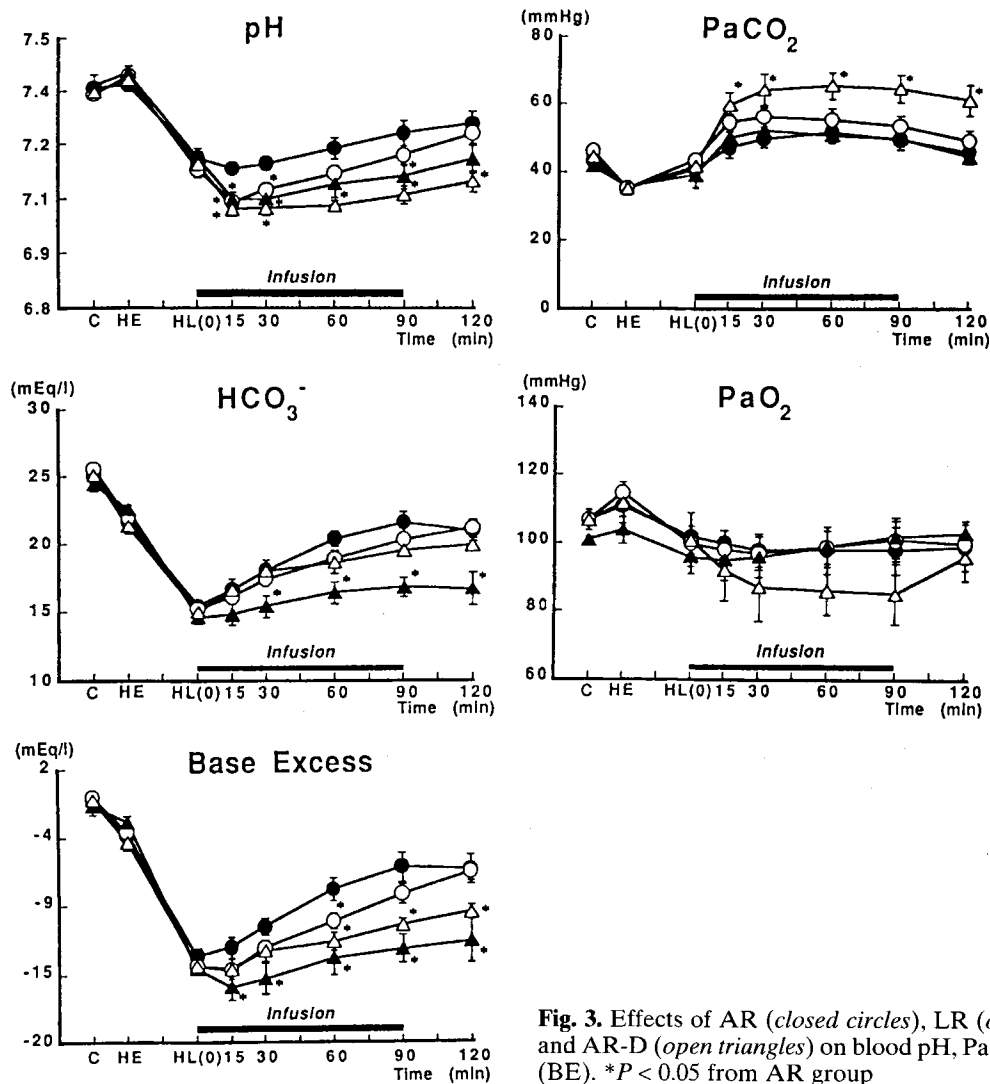 pH
7.5
7.4
7.2
7.1
6.9
6.8
* * * * * * * * * *
Infusion
C HE HL(0) 15 30 60 90 120
Time (min)
(mmHg)
PaCO2
80
60
40
20
0
* * * * *
Infusion
C HE HL(0) 15 30 60 90 120
Time (min)
(mEq/l)
HCO3-
30
25
20
15
10
* * * *
Infusion
C HE HL(0) 15 30 60 90 120
Time (min)
(mmHg)
PaO2
140
120
100
80
60
Infusion
C HE HL(0) 15 30 60 90 120
Time (min)
(mEq/l)
Base Excess
2
-4
-9
-15
-20
* * * * * * * * *
Infusion
C HE HL(0) 15 30 60 90 120
Time (min)
Fig. 3. Effects of AR (closed circles), LR (
and AR-D (open triangles) on blood pH, Pa
(BE). *P < 0.05 from AR group